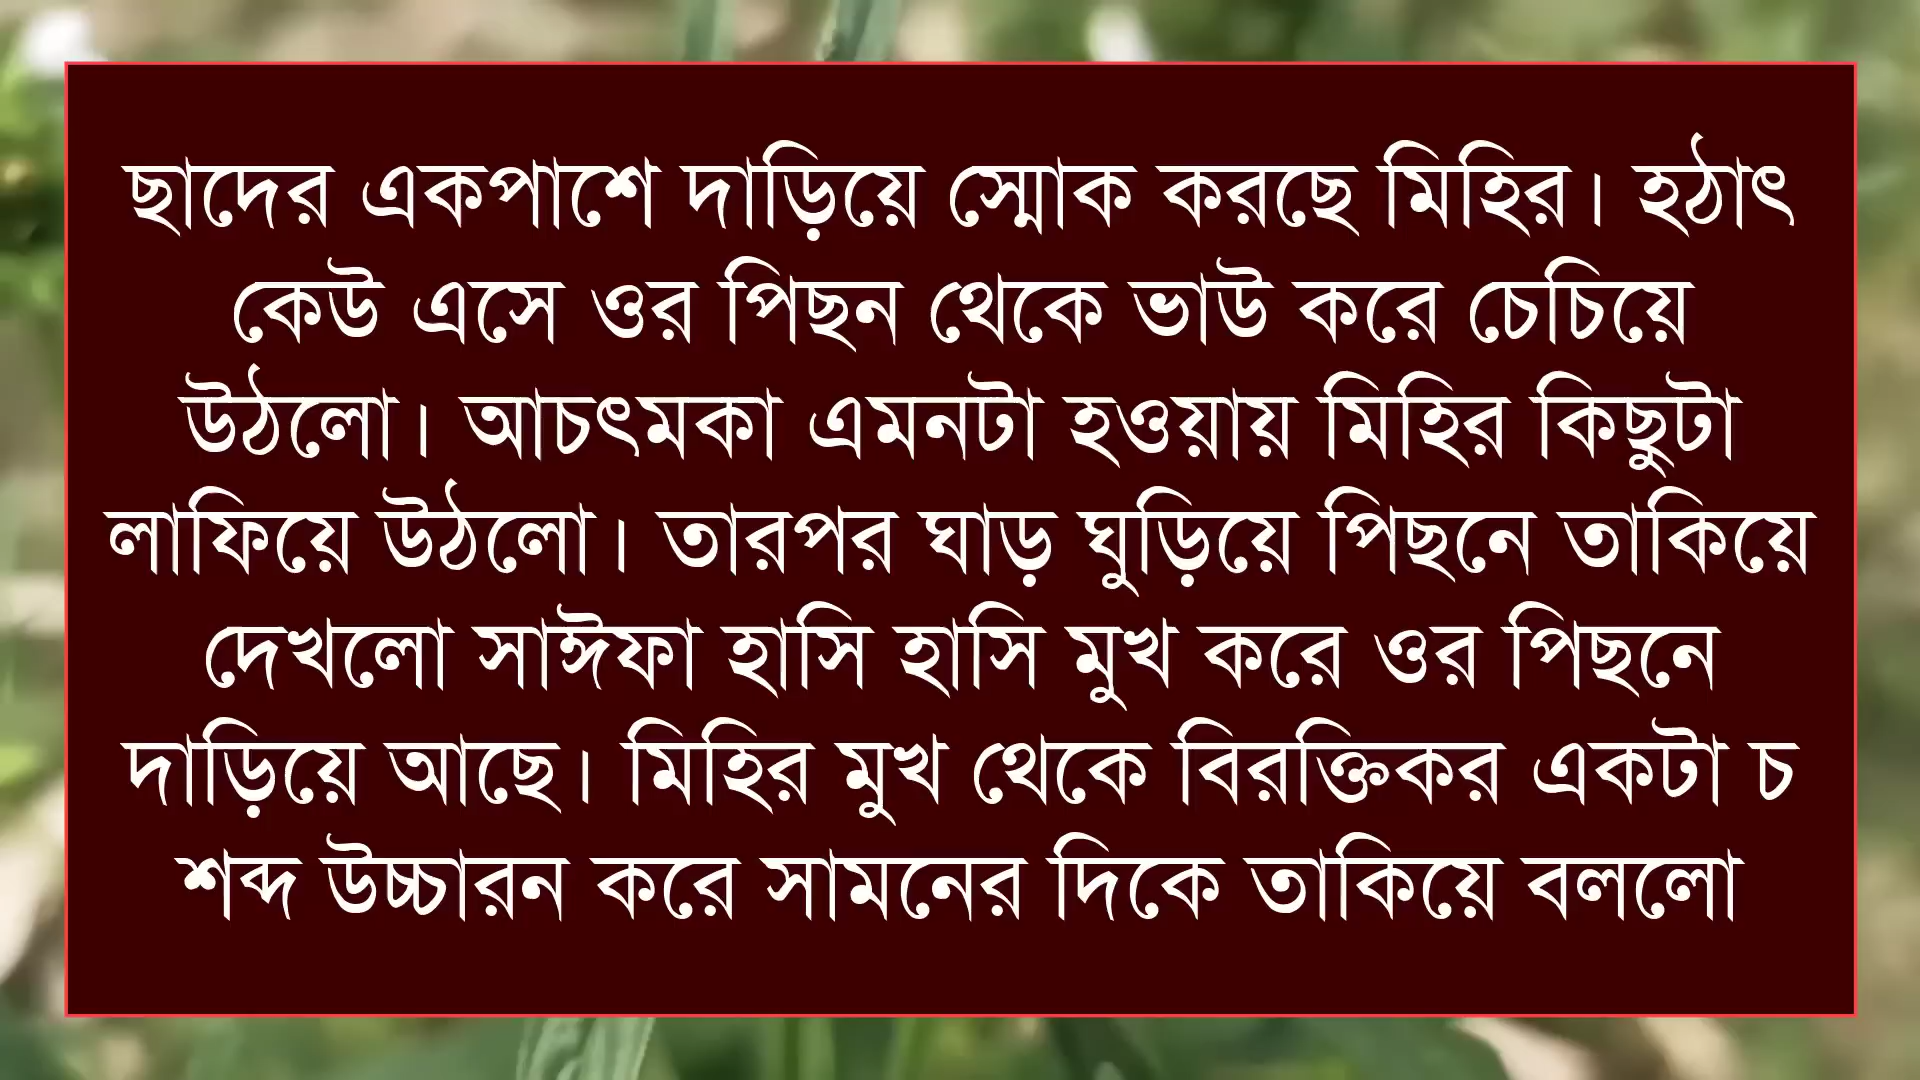 ছাদের একপাশে দাড়িয়ে স্মোক করছে মিহির। হঠাৎ
কেউ এসে ওর পিছন থেকে ভাউ করে চেচিয়ে
উঠলো। আচৎমকা এমনটা হওয়ায় মিহির কিছুটা
লাফিয়ে উঠলো। তারপর ঘাড় ঘুড়িয়ে পিছনে তাকিয়ে
দেখলো সাঈফা হাসি হাসি মুখ করে ওর পিছনে
দাড়িয়ে আছে। মিহির মুখ থেকে বিরক্তিকর একটা চ
শব্দ উচ্চারন করে সামনের দিকে তাকিয়ে বললো